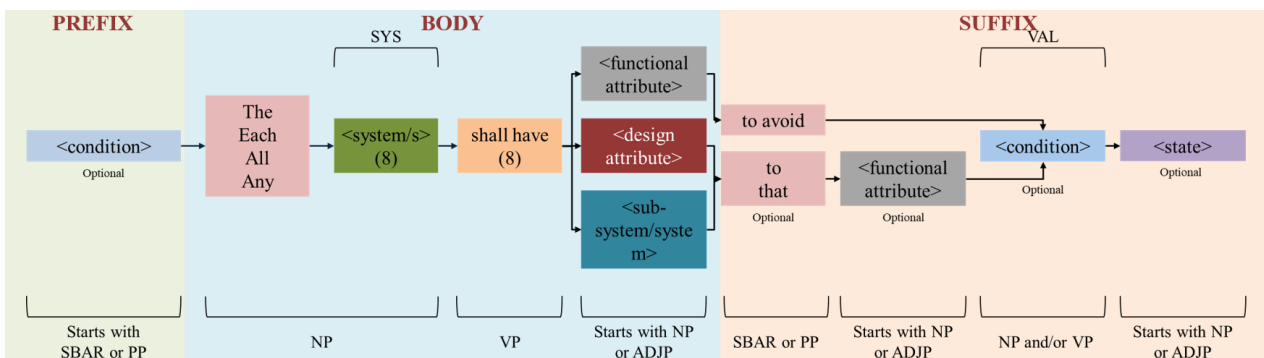 PREFIX
BODY
SUFFIX
SYS
VAL
<condition>
Optional
The
Each
All
Any
<system/s>
(8)
shall have
(8)
<functional
attribute>
<design
attribute>
<sub-
system/syste
m>
to avoid
to
that
Optional
<functional
attribute>
Optional
<condition>
Optional
<state>
Optional
Starts with
SBAR or PP
NP
VP
Starts with NP
or ADJP
SBAR or PP
Starts with NP
or ADJP
NP and/or VP
Starts with NP
or ADJP